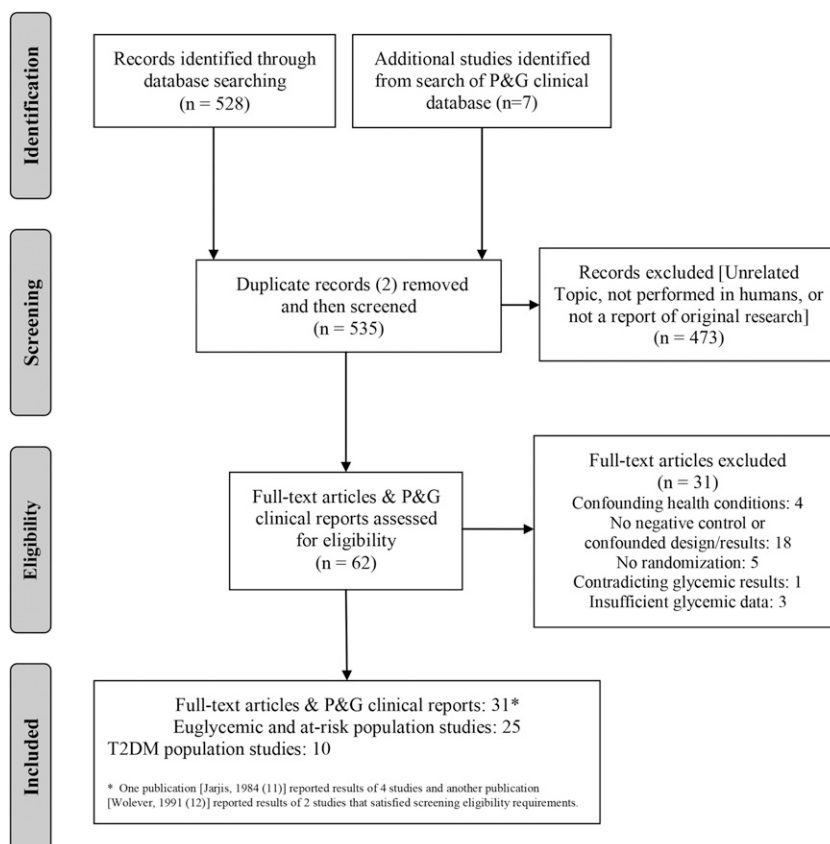 Identification
Records identified through
database searching
(n = 528)
Additional studies identified
from search of P&G clinical
database (n=7)
Screening
Duplicate records (2) removed
and then screened
(n = 535)
Records excluded [Unrelated
Topic, not performed in humans, or
not a report of original research]
(n = 473)
Eligibility
Full-text articles & P&G
clinical reports assessed
for eligibility
(n = 62)
Full-text articles excluded
(n = 31)
Confounding health conditions: 4
No negative control or
confounded design/results: 18
No randomization: 5
Contradicting glycemic results: 1
Insufficient glycemic data: 3
Included
Full-text articles & P&G clinical reports: 31*
Euglycemic and at-risk population studies: 25
T2DM population studies: 10
* One publication [Jarjis, 1984 (11)] reported results of 4 studies and another publication
[Wolever, 1991 (12)] reported results of 2 studies that satisfied screening eligibility requirements.